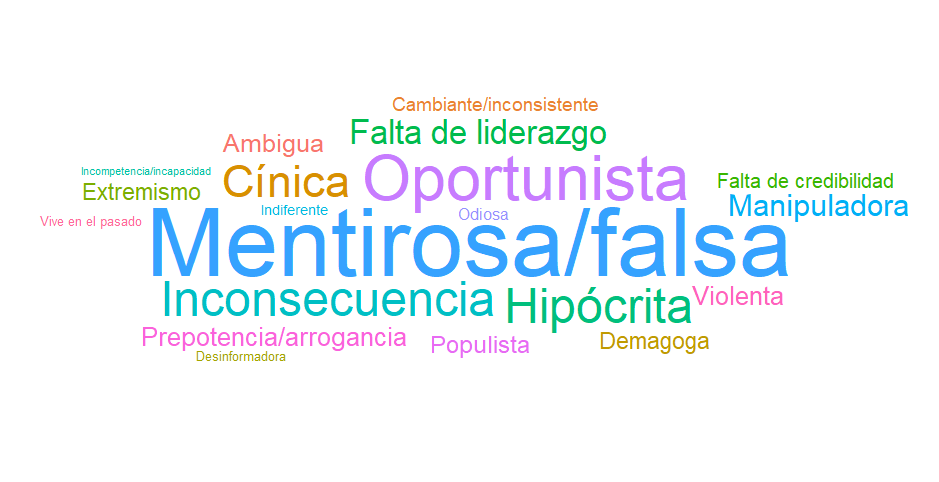 Cambiante/inconsistente
Falta de liderazgo
Ambigua
Incompetencia/incapacidad
Cínica
Oportunista
Falta de credibilidad
Extremismo
Manipuladora
Vive en el pasado
Indiferente
Odiosa
Mentirosa/falsa
Inconsecuencia
Hipócrita
Violenta
Prepotencia/arrogancia
Populista
Demagoga
Desinformadora